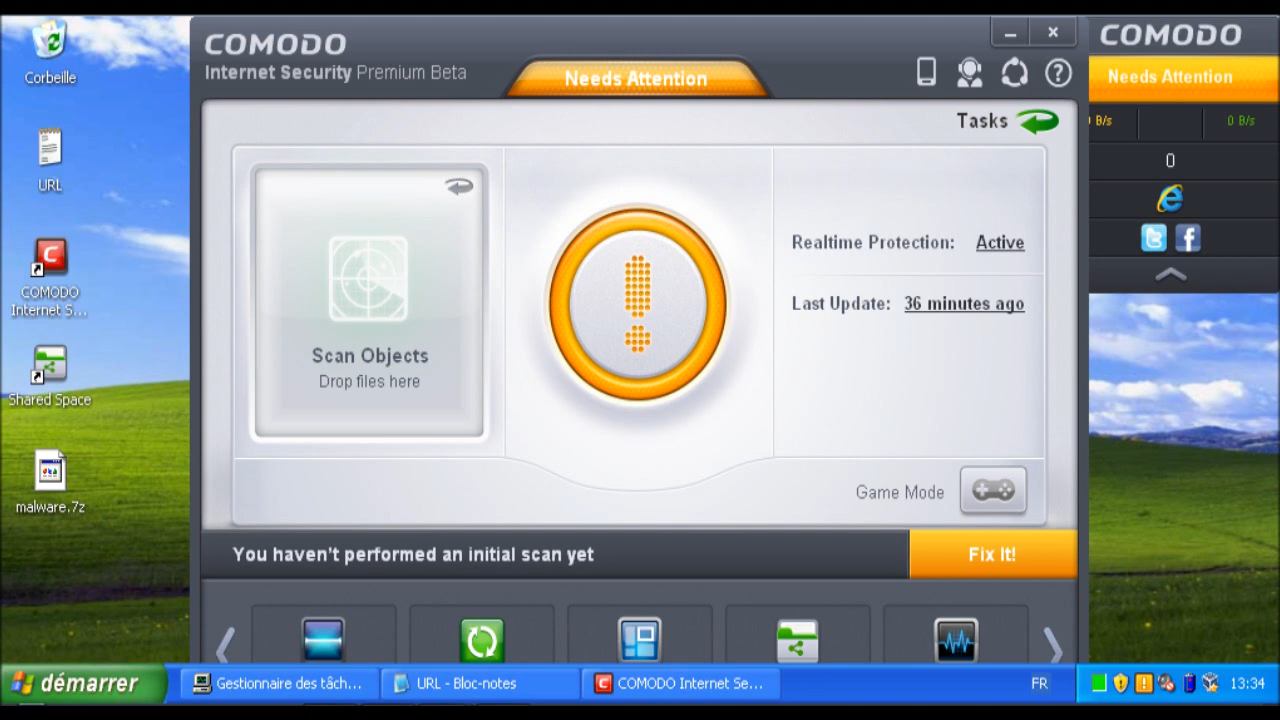 Corbeille
URL
COMODO
Internet S...
Shared Space
malware.7z
COMODO
Internet Security Premium Beta
Needs Attention
Tasks
Scan Objects
Drop files here
Realtime Protection: Active
Last Update: 36 minutes ago
Game Mode
You haven't performed an initial scan yet
Fix It!
COMODO
Needs Attention
B/s
0 B/s
0
démarrer
Gestionnaire des tâch...
URL - Bloc-notes
COMODO Internet Se...
FR
13:34